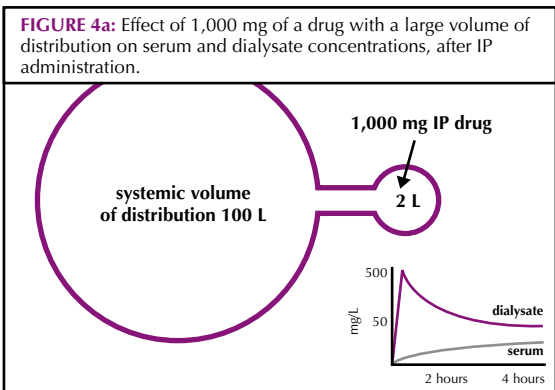 FIGURE 4a: Effect of 1,000 mg of a drug with a large volume of
distribution on serum and dialysate concentrations, after IP
administration.
1,000 mg IP drug
systemic volume
of distribution 100 L
2 L
500
50
mg/L
dialysate
serum
2 hours
4 hours